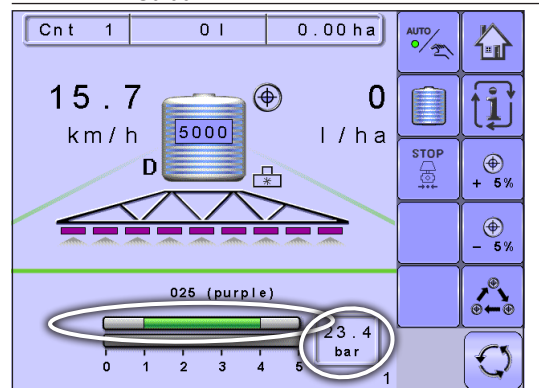 Cnt 1 0 l 0.00 ha
AUTO
15.7 0
km/h 5000 l/ha
D
STOP
+ 5%
- 5%
025 (purple)
23.4
bar
0 1 2 3 4 5
1